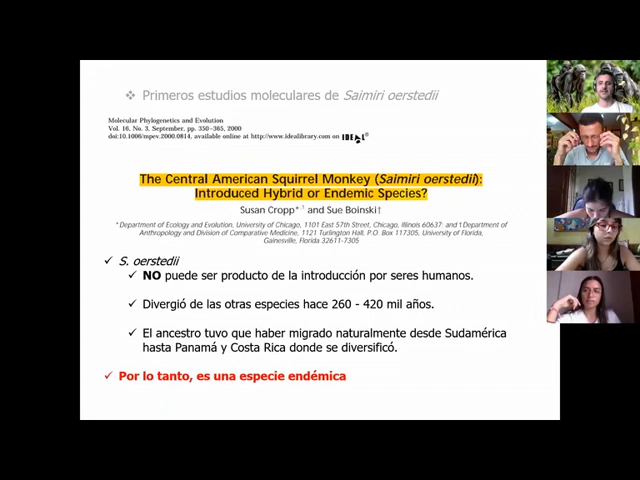 ❖ Primeros estudios moleculares de Saimiri oerstedii
Molecular Phylogenetics and Evolution
Vol. 16, No. 3, September, pp. 350–365, 2000
doi:10.1006/mpev.2000.0814, available online at http://www.idealibrary.com on IDEAL®
The Central American Squirrel Monkey (Saimiri oerstedii):
Introduced Hybrid or Endemic Species?
Susan Cropp*,1 and Sue Boinski†
*Department of Ecology and Evolution, University of Chicago, 1101 East 57th Street, Chicago, Illinois 60637; and †Department of
Anthropology and Division of Comparative Medicine, 1121 Turlington Hall, P.O. Box 117305, University of Florida,
Gainesville, Florida 32611-7305
✓ S. oerstedii
✓ NO puede ser producto de la introducción por seres humanos.
✓ Divergió de las otras especies hace 260 - 420 mil años.
✓ El ancestro tuvo que haber migrado naturalmente desde Sudamérica
hasta Panamá y Costa Rica donde se diversificó.
✓ Por lo tanto, es una especie endémica